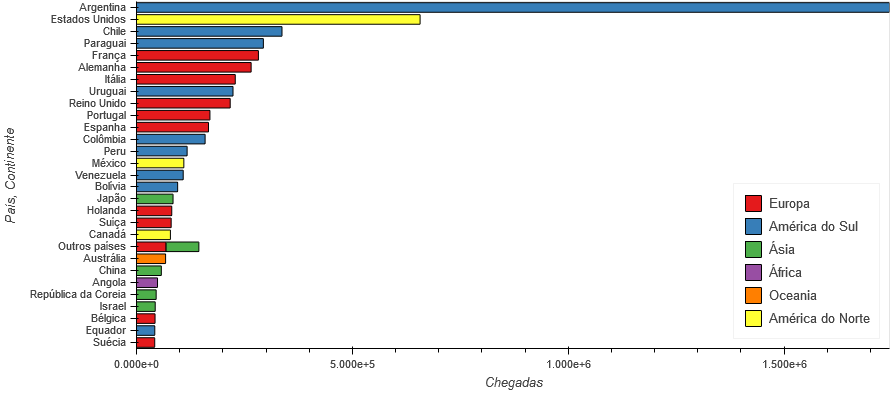 Argentina
Estados Unidos
Chile
Paraguai
França
Alemanha
Itália
Uruguai
Reino Unido
Portugal
Espanha
Colômbia
Peru
México
Venezuela
Bolívia
Japão
Holanda
Suíça
Canadá
Outros países
Austrália
China
Angola
República da Coreia
Israel
Bélgica
Equador
Suécia
País, Continente
Europa
América do Sul
Ásia
África
Oceania
América do Norte
0.000e+0 5.000e+5 1.000e+6 1.500e+6
Chegadas